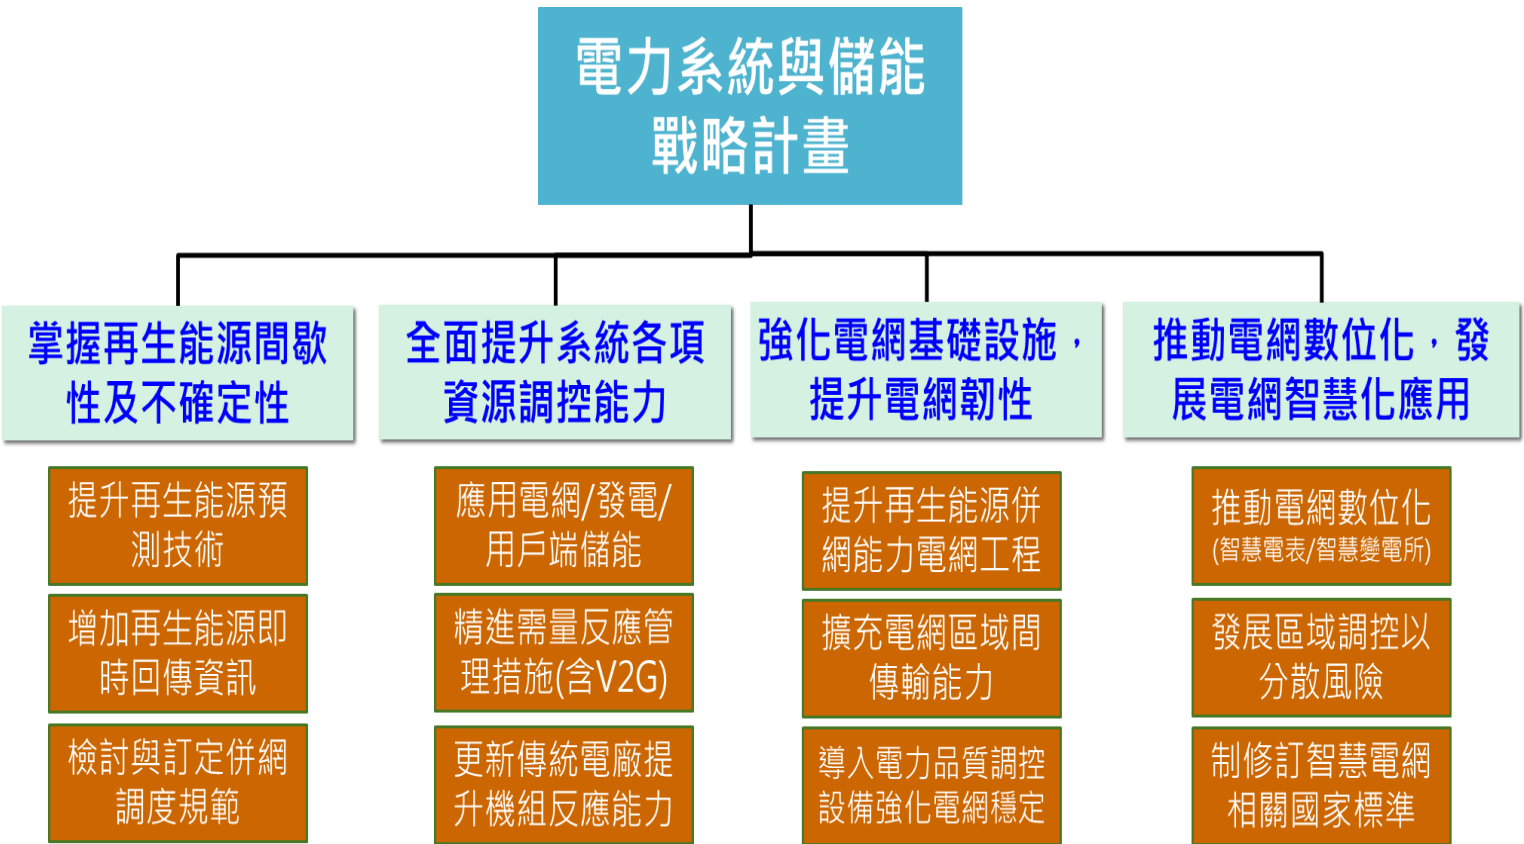 電力系統與儲能
戰略計畫
掌握再生能源間歇
性及不確定性
全面提升系統各項
資源調控能力
強化電網基礎設施，
提升電網韌性
推動電網數位化，發
展電網智慧化應用
提升再生能源預
測技術
增加再生能源即
時回傳資訊
檢討與訂定併網
調度規範
應用電網/發電/
用戶端儲能
精進需量反應管
理措施(含V2G)
更新傳統電廠提
升機組反應能力
提升再生能源併
網能力電網工程
擴充電網區域間
傳輸能力
導入電力品質調控
設備強化電網穩定
推動電網數位化
(智慧電表/智慧變電所)
發展區域調控以
分散風險
制修訂智慧電網
相關國家標準